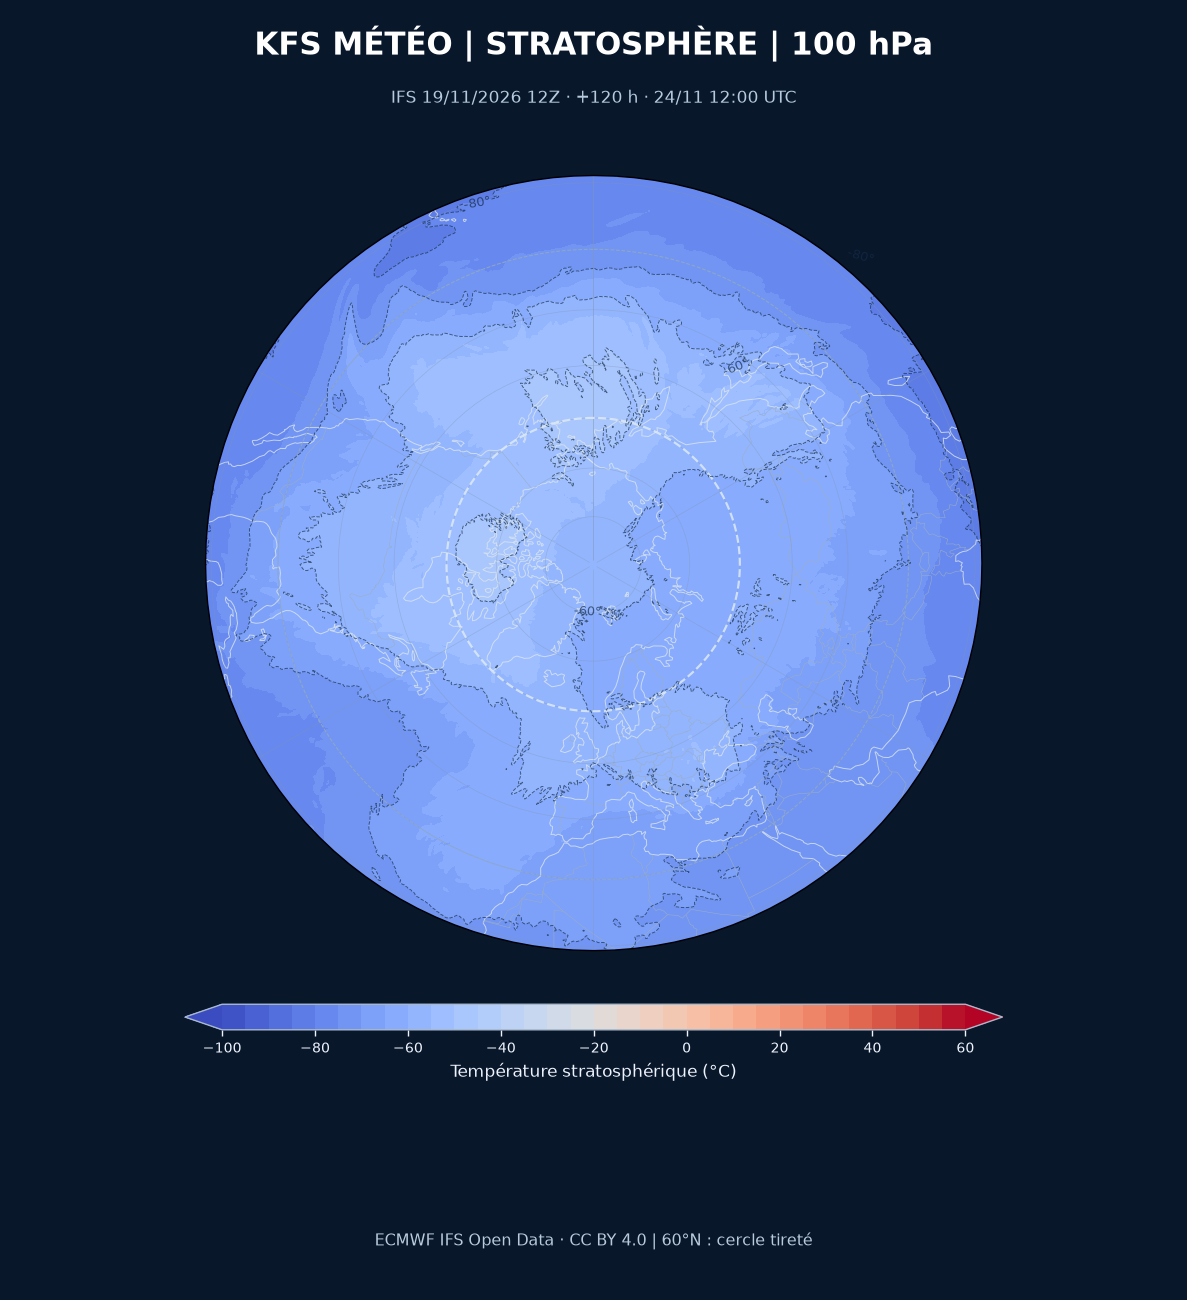 KFS MÉTÉO | STRATOSPHÈRE | 100 hPa
IFS 19/11/2026 12Z · +120 h · 24/11 12:00 UTC
-80°
-80°
-60°
-60°
−100 −80 −60 −40 −20 0 20 40 60
Température stratosphérique (°C)
ECMWF IFS Open Data · CC BY 4.0 | 60°N : cercle tireté